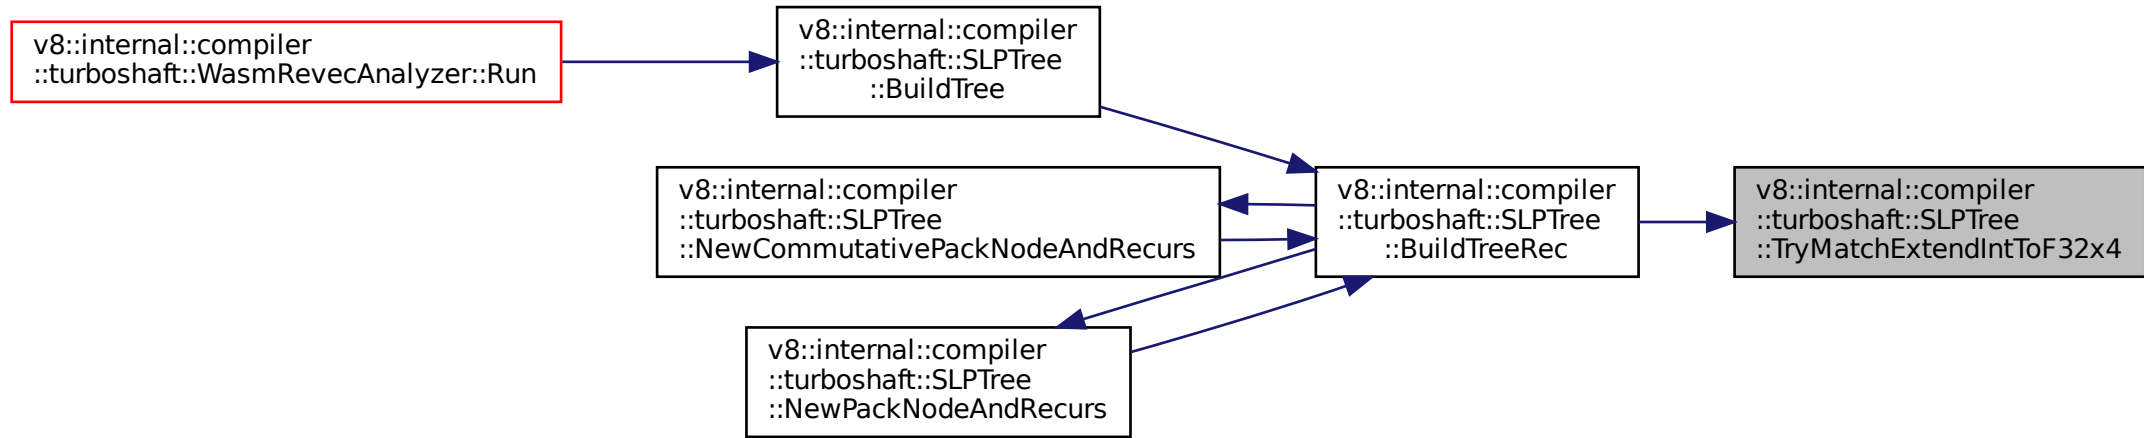 v8::internal::compiler
::turboshaft::WasmRevecAnalyzer::Run
v8::internal::compiler
::turboshaft::SLPTree
::BuildTree
v8::internal::compiler
::turboshaft::SLPTree
::NewCommutativePackNodeAndRecurs
v8::internal::compiler
::turboshaft::SLPTree
::NewPackNodeAndRecurs
v8::internal::compiler
::turboshaft::SLPTree
::BuildTreeRec
v8::internal::compiler
::turboshaft::SLPTree
::TryMatchExtendIntToF32x4